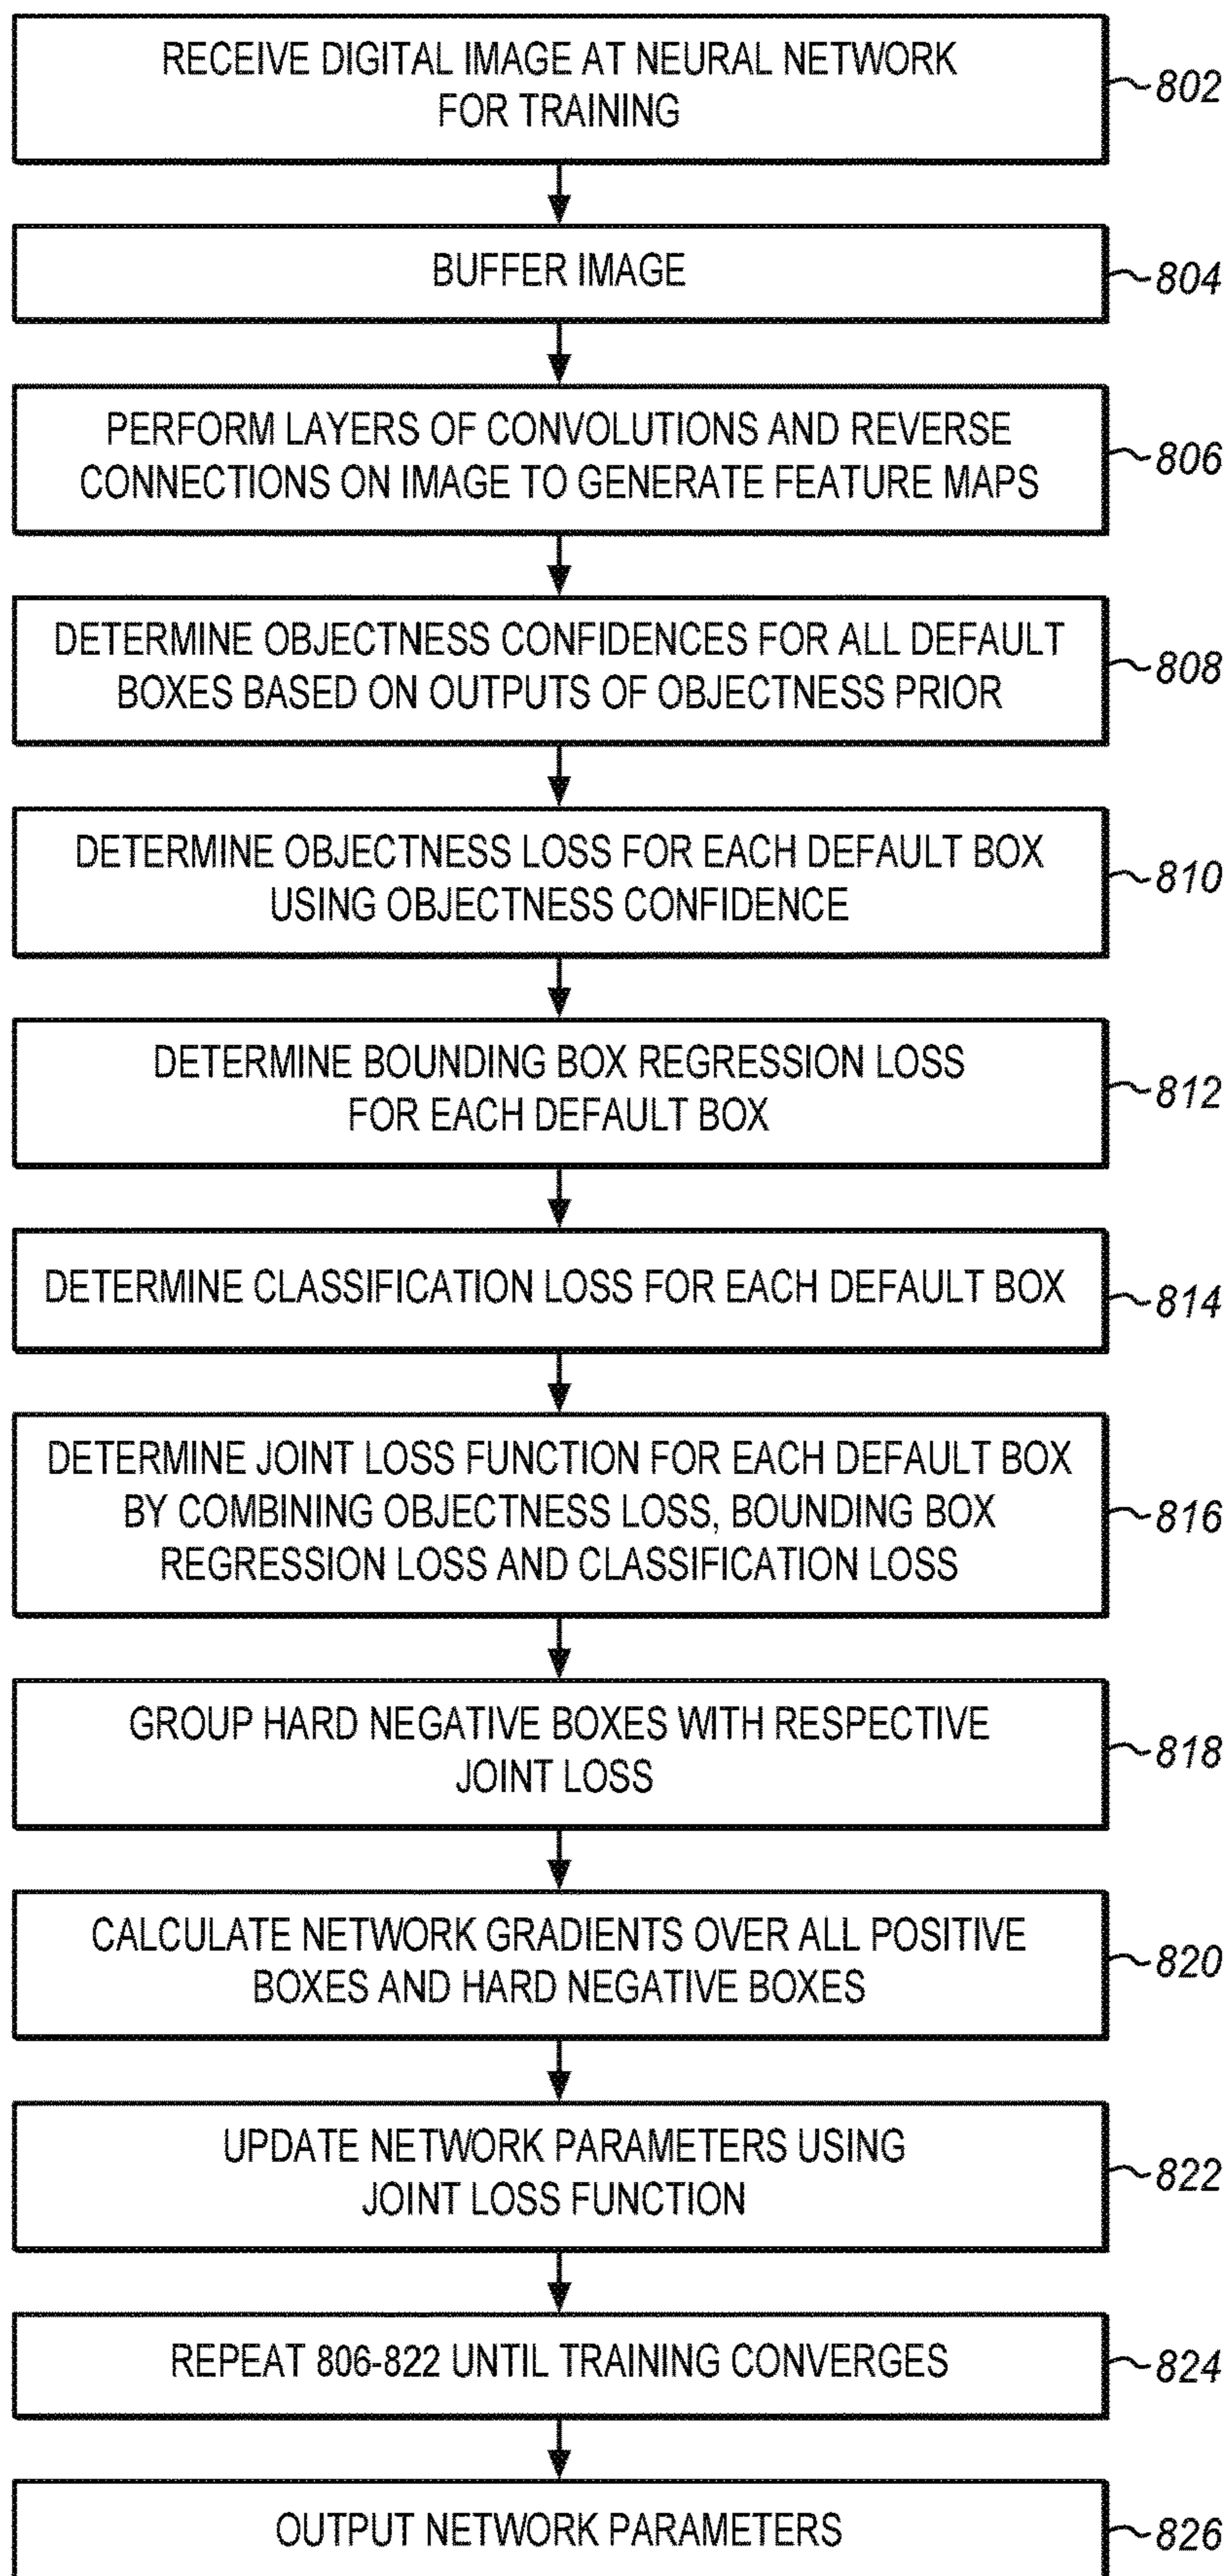 RECEIVE DIGITAL IMAGE AT NEURAL NETWORK
FOR TRAINING
802
BUFFER IMAGE
804
PERFORM LAYERS OF CONVOLUTIONS AND REVERSE
CONNECTIONS ON IMAGE TO GENERATE FEATURE MAPS
806
DETERMINE OBJECTNESS CONFIDENCES FOR ALL DEFAULT
BOXES BASED ON OUTPUTS OF OBJECTNESS PRIOR
808
DETERMINE OBJECTNESS LOSS FOR EACH DEFAULT BOX
USING OBJECTNESS CONFIDENCE
810
DETERMINE BOUNDING BOX REGRESSION LOSS
FOR EACH DEFAULT BOX
812
DETERMINE CLASSIFICATION LOSS FOR EACH DEFAULT BOX
814
DETERMINE JOINT LOSS FUNCTION FOR EACH DEFAULT BOX
BY COMBINING OBJECTNESS LOSS, BOUNDING BOX
REGRESSION LOSS AND CLASSIFICATION LOSS
816
GROUP HARD NEGATIVE BOXES WITH RESPECTIVE
JOINT LOSS
818
CALCULATE NETWORK GRADIENTS OVER ALL POSITIVE
BOXES AND HARD NEGATIVE BOXES
820
UPDATE NETWORK PARAMETERS USING
JOINT LOSS FUNCTION
822
REPEAT 806-822 UNTIL TRAINING CONVERGES
824
OUTPUT NETWORK PARAMETERS
826